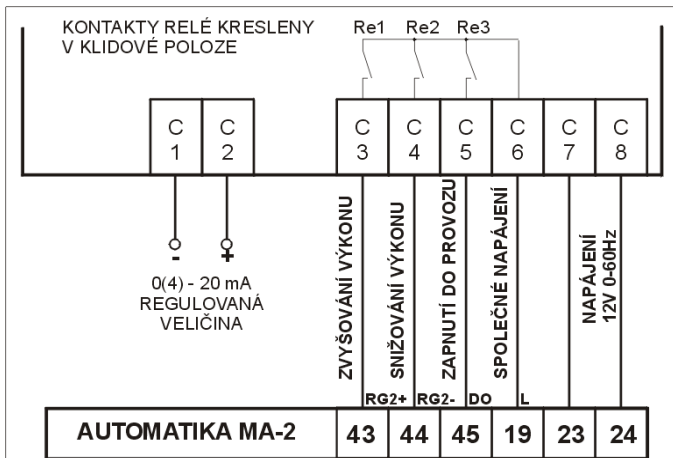 KONTAKTY RELÉ KRESLENY
V KLIDOVÉ POLOZE
Re1 Re2 Re3
C 1
C 2
C 3
C 4
C 5
C 6
C 7
C 8
- +
0(4) - 20 mA
REGULOVANÁ
VELIČINA
ZVYŠOVÁNÍ VÝKONU
SNIŽOVÁNÍ VÝKONU
ZAPNUTÍ DO PROVOZU
SPOLEČNÉ NAPÁJENÍ
NAPÁJENÍ
12V 0-60Hz
RG2+ RG2- DO L
AUTOMATIKA MA-2 43 44 45 19 23 24